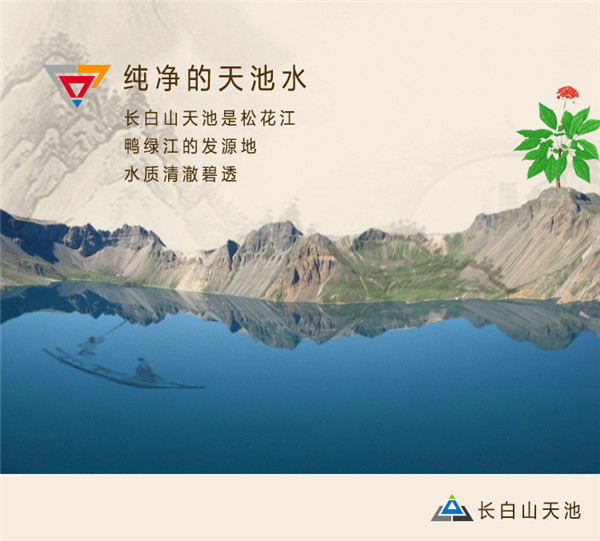 纯净的天池水
长白山天池是松花江
鸭绿江的发源地
水质清澈碧透
长白山天池